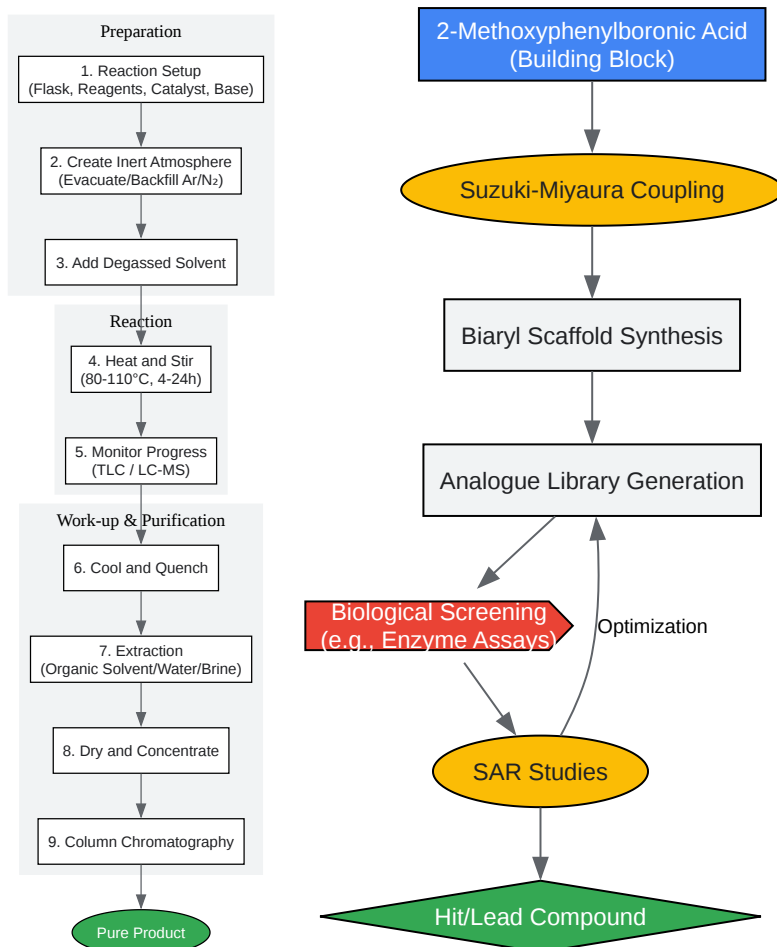 Preparation
1. Reaction Setup
(Flask, Reagents, Catalyst, Base)
2. Create Inert Atmosphere
(Evacuate/Backfill Ar/N₂)
3. Add Degassed Solvent
Reaction
4. Heat and Stir
(80-110°C, 4-24h)
5. Monitor Progress
(TLC / LC-MS)
Work-up & Purification
6. Cool and Quench
7. Extraction
(Organic Solvent/Water/Brine)
8. Dry and Concentrate
9. Column Chromatography
Pure Product
2-Methoxyphenylboronic Acid
(Building Block)
Suzuki-Miyaura Coupling
Biaryl Scaffold Synthesis
Analogue Library Generation
Biological Screening
(e.g., Enzyme Assays)
Optimization
SAR Studies
Hit/Lead Compound